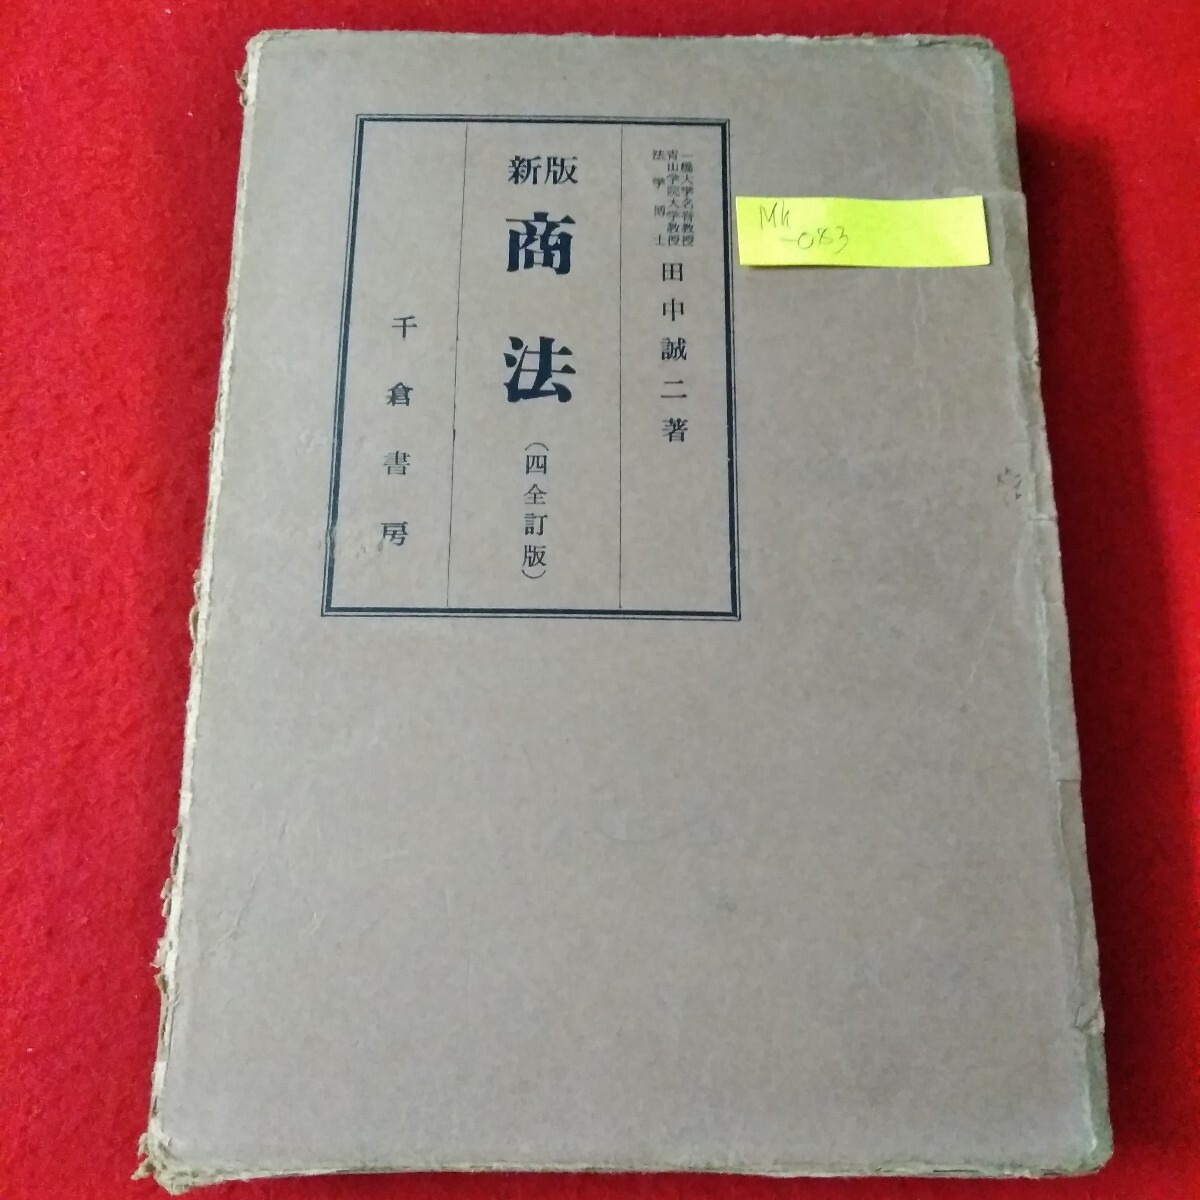 一橋大学名誉教授
青山学院大学教授
法学博士
田中誠二著
新版
商法
(四全訂版)
千倉書房
Mh
-083